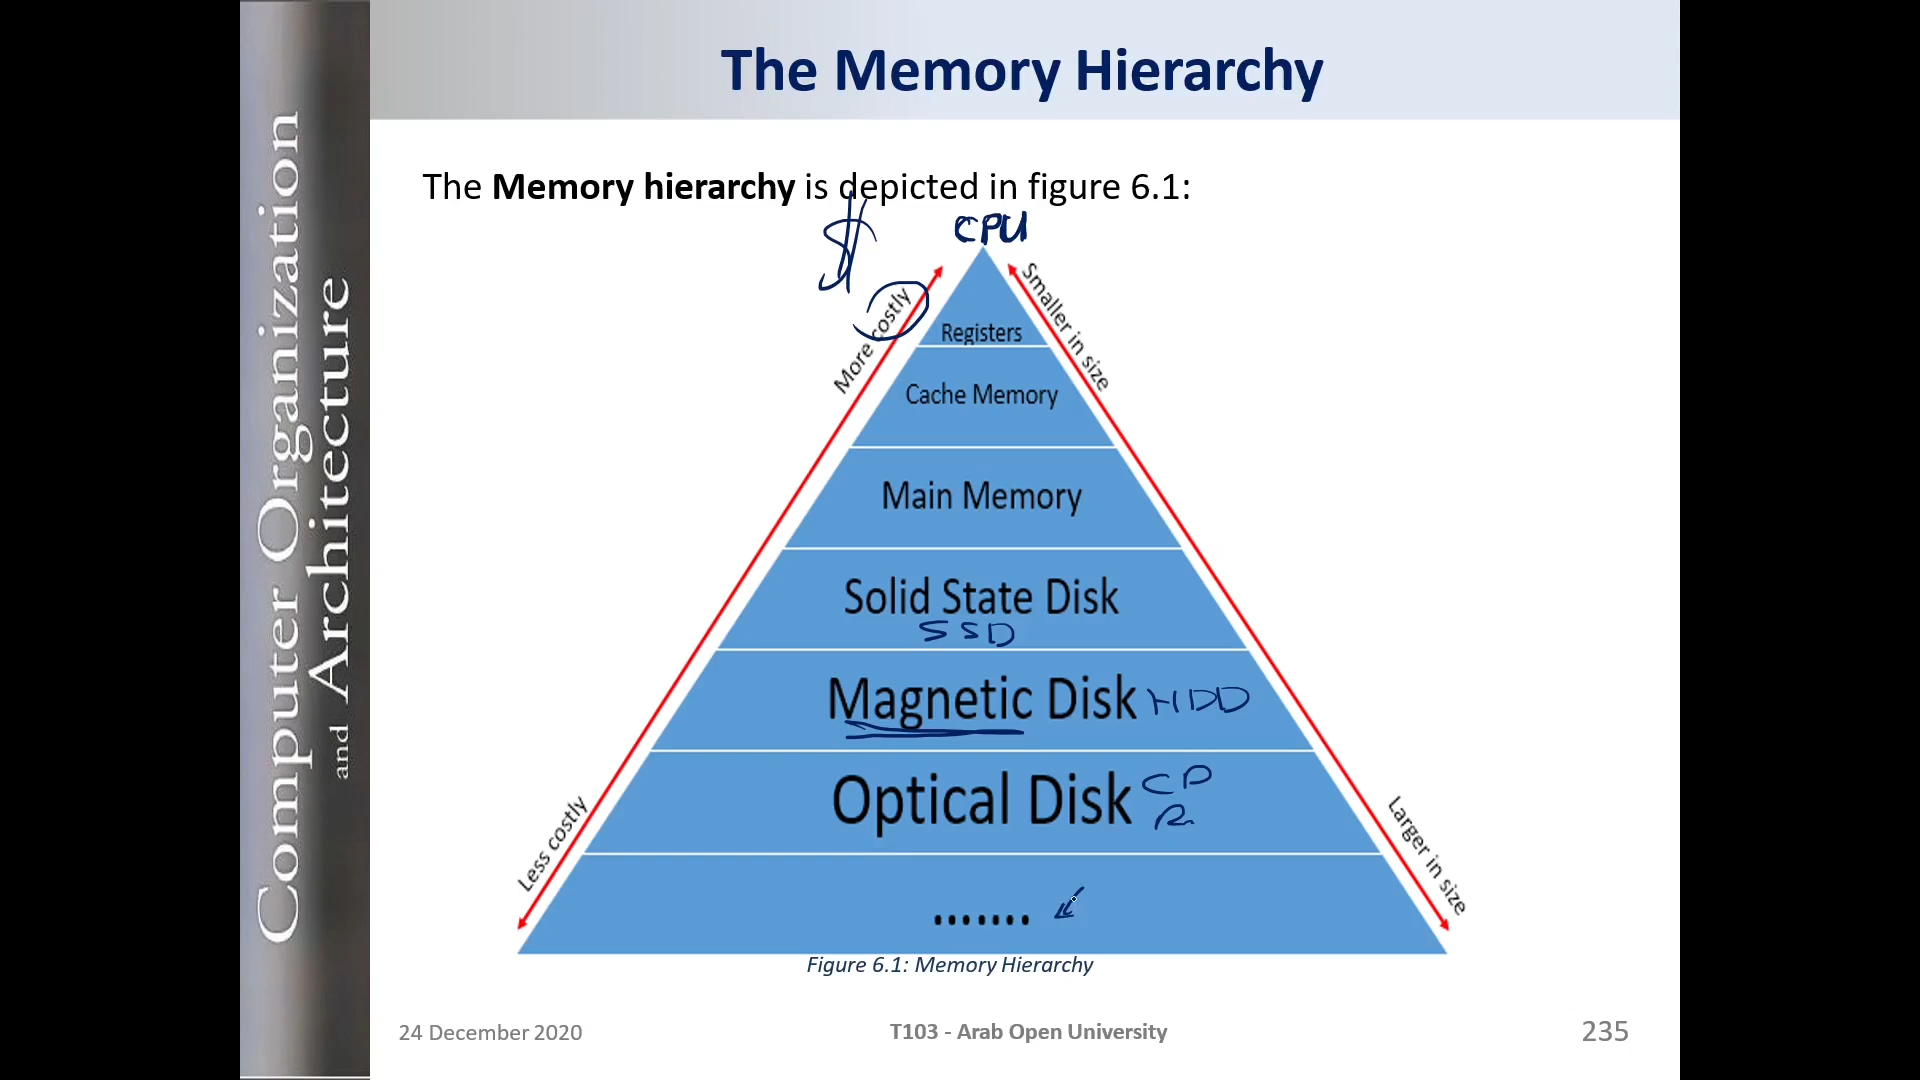 Computer Organization
and Architecture
The Memory Hierarchy
The Memory hierarchy is depicted in figure 6.1:
$
CPU
More costly
Smaller in size
Registers
Cache Memory
Main Memory
Solid State Disk
SSD
Magnetic Disk HDD
Optical Disk CD
Less costly
Larger in size
.......
Figure 6.1: Memory Hierarchy
24 December 2020
T103 - Arab Open University
235